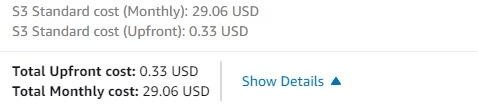 S3 Standard cost (Monthly): 29.06 USD
S3 Standard cost (Upfront): 0.33 USD
Total Upfront cost: 0.33 USD
Total Monthly cost: 29.06 USD
Show Details ▲